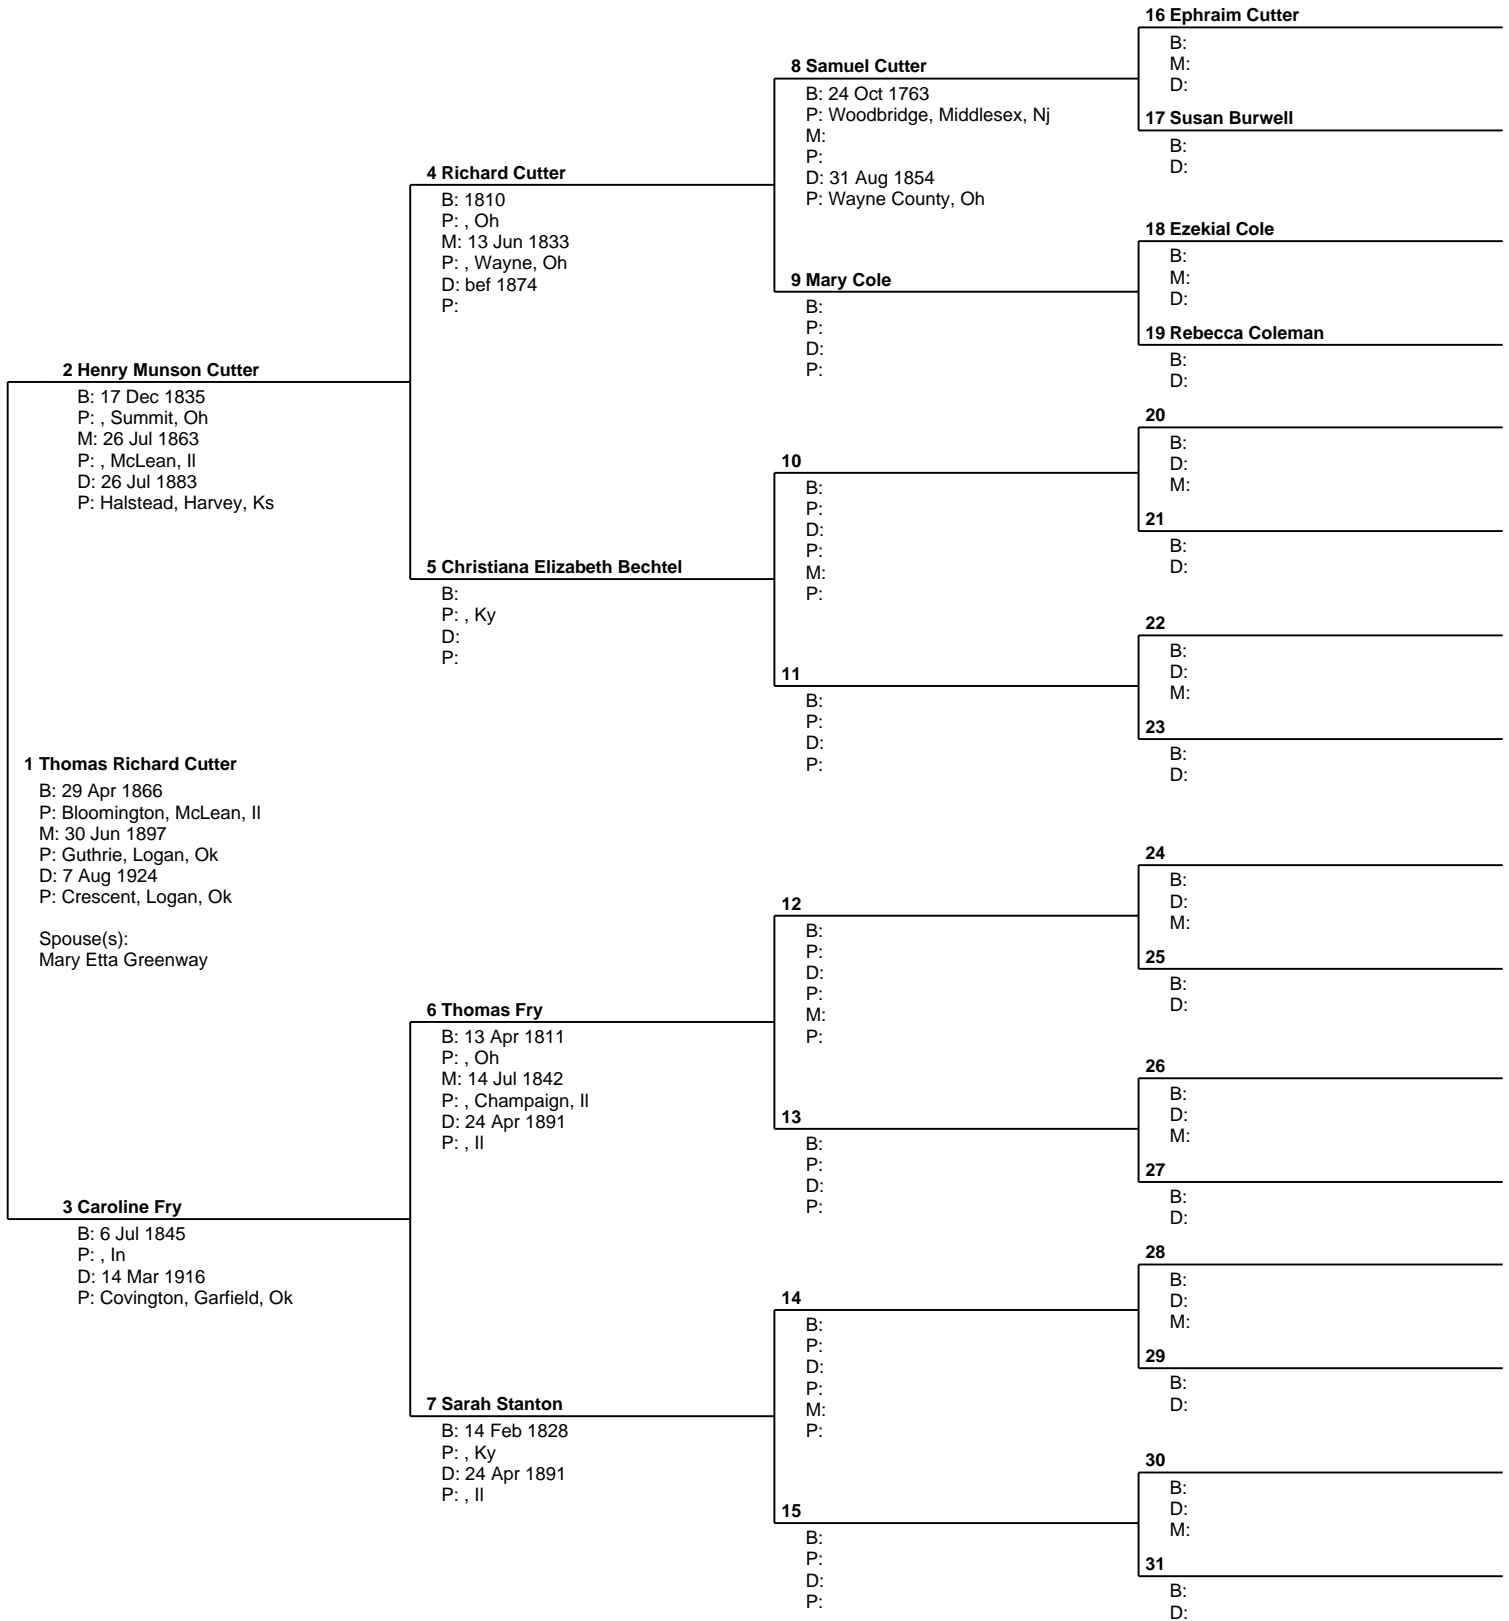 16 Ephraim Cutter
B:
M:
D:
8 Samuel Cutter
B: 24 Oct 1763
P: Woodbridge, Middlesex, Nj
M:
P:
D: 31 Aug 1854
P: Wayne County, Oh
17 Susan Burwell
B:
D:
4 Richard Cutter
B: 1810
P: , Oh
M: 13 Jun 1833
P: , Wayne, Oh
D: bef 1874
P:
18 Ezekial Cole
B:
M:
D:
9 Mary Cole
B:
P:
D:
P:
19 Rebecca Coleman
B:
D:
2 Henry Munson Cutter
B: 17 Dec 1835
P: , Summit, Oh
M: 26 Jul 1863
P: , McLean, Il
D: 26 Jul 1883
P: Halstead, Harvey, Ks
20
B:
D:
M:
10
B:
P:
D:
P:
M:
P:
21
B:
D:
5 Christiana Elizabeth Bechtel
B:
P: , Ky
D:
P:
22
B:
D:
M:
11
B:
P:
D:
P:
23
B:
D:
1 Thomas Richard Cutter
B: 29 Apr 1866
P: Bloomington, McLean, Il
M: 30 Jun 1897
P: Guthrie, Logan, Ok
D: 7 Aug 1924
P: Crescent, Logan, Ok
Spouse(s):
Mary Etta Greenway
24
B:
D:
M:
12
B:
P:
D:
P:
M:
P:
25
B:
D:
6 Thomas Fry
B: 13 Apr 1811
P: , Oh
M: 14 Jul 1842
P: , Champaign, Il
D: 24 Apr 1891
P: , Il
26
B:
D:
M:
13
B:
P:
D:
P:
27
B:
D:
3 Caroline Fry
B: 6 Jul 1845
P: , In
D: 14 Mar 1916
P: Covington, Garfield, Ok
28
B:
D:
M:
14
B:
P:
D:
P:
M:
P:
29
B:
D:
7 Sarah Stanton
B: 14 Feb 1828
P: , Ky
D: 24 Apr 1891
P: , Il
30
B:
D:
M:
15
B:
P:
D:
P:
31
B:
D: